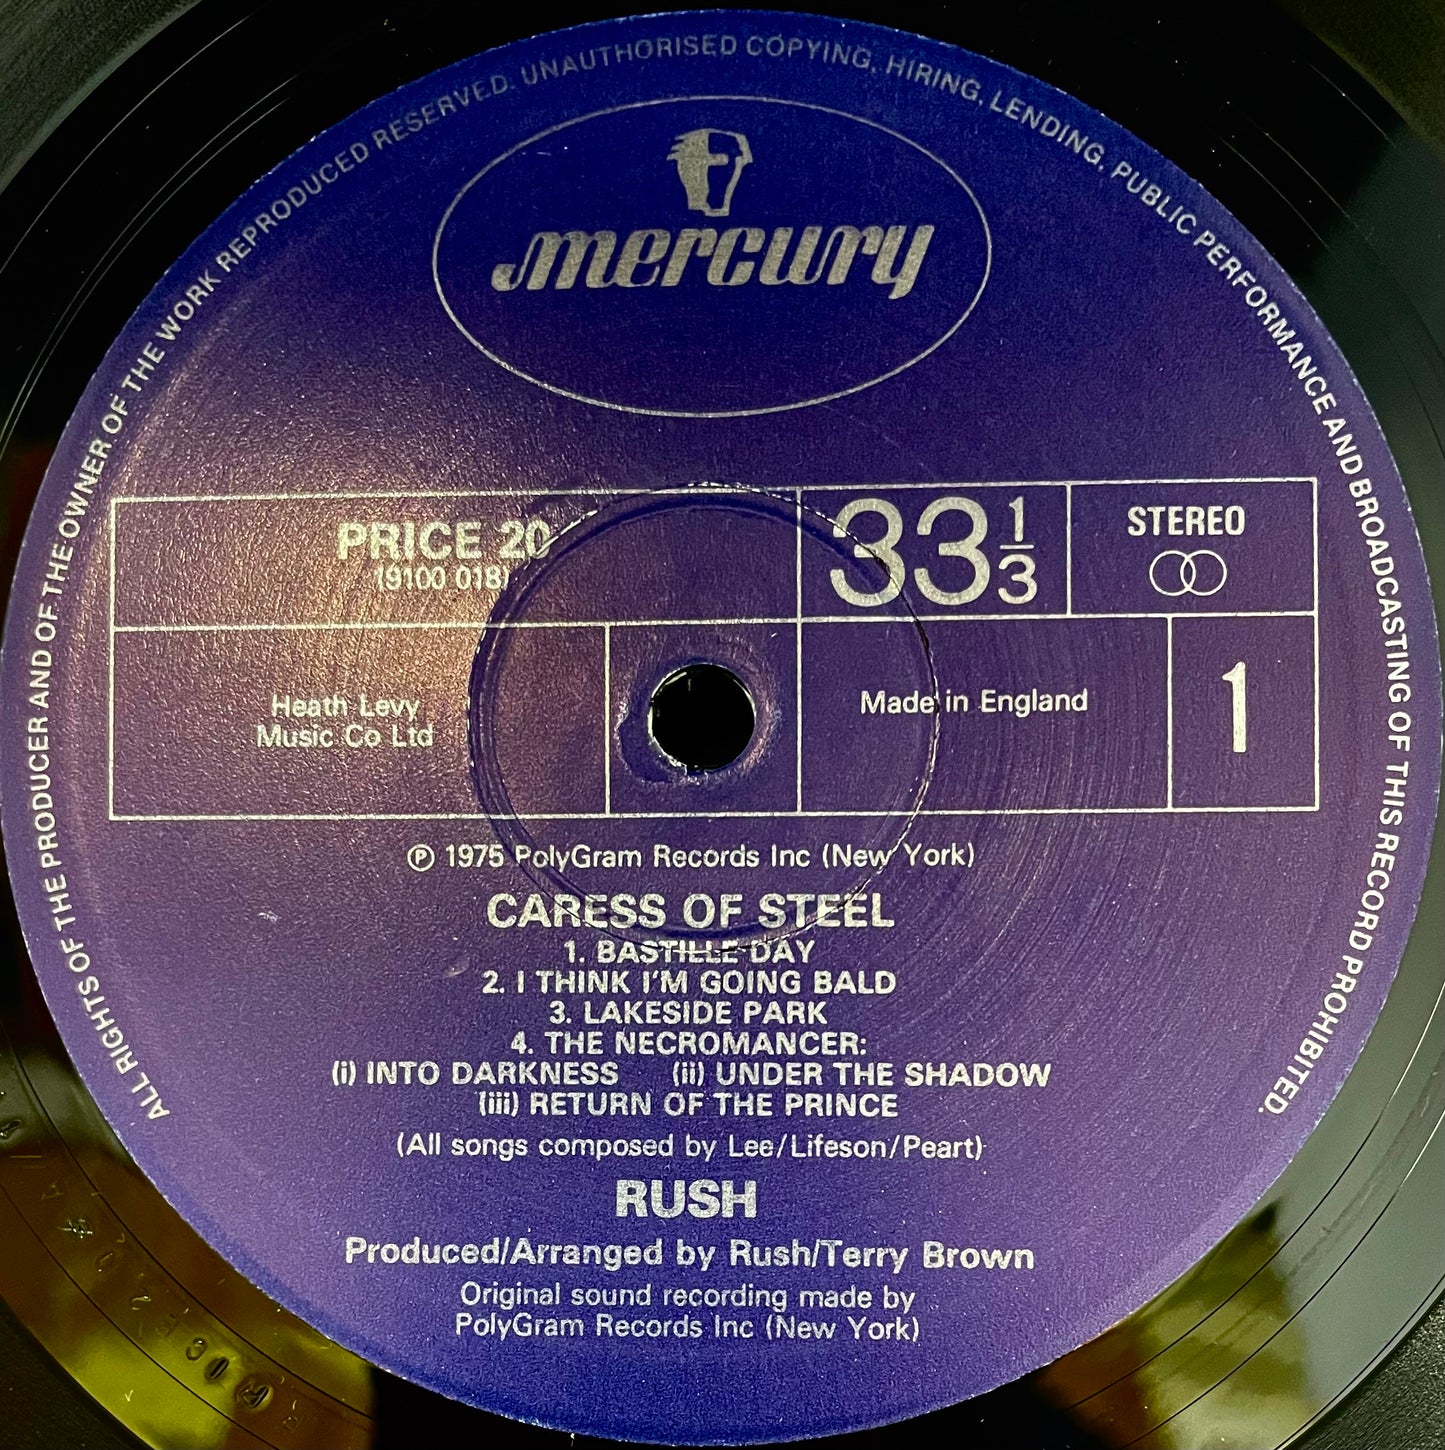 ALL RIGHTS OF THE PRODUCER AND OF THE OWNER OF THE WORK REPRODUCED RESERVED. UNAUTHORISED COPYING, HIRING, LENDING, PUBLIC PERFORMANCE AND BROADCASTING OF THIS RECORD PROHIBITED.
mercury
PRICE 20
(9100 018)
33 1/3
STEREO
Heath Levy
Music Co Ltd
Made in England
1
℗ 1975 PolyGram Records Inc (New York)
CARESS OF STEEL
1. BASTILLE DAY
2. I THINK I'M GOING BALD
3. LAKESIDE PARK
4. THE NECROMANCER:
(i) INTO DARKNESS (ii) UNDER THE SHADOW
(iii) RETURN OF THE PRINCE
(All songs composed by Lee/Lifeson/Peart)
RUSH
Produced/Arranged by Rush/Terry Brown
Original sound recording made by
PolyGram Records Inc (New York)